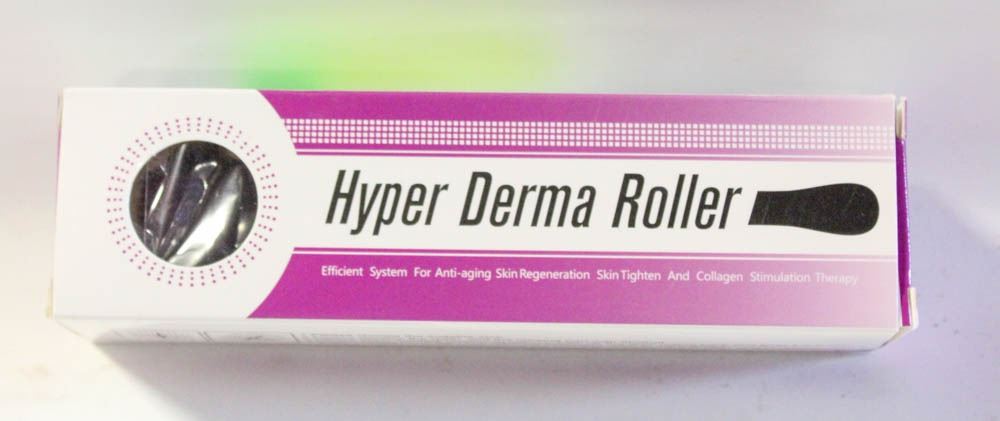 Hyper Derma Roller
Efficient System For Anti-aging Skin Regeneration Skin Tighten And Collagen Stimulation Therapy